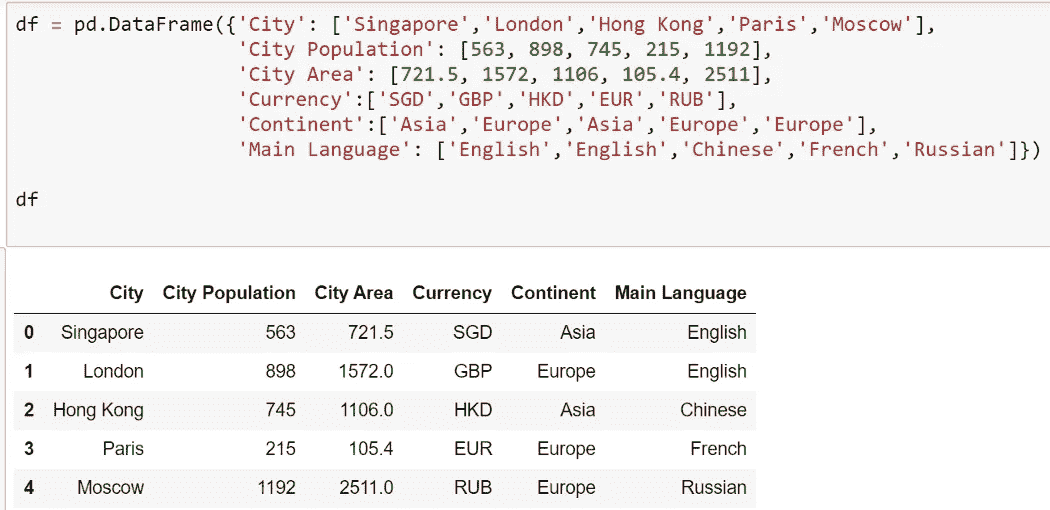 df = pd.DataFrame({'City': ['Singapore','London','Hong Kong','Paris','Moscow'],
'City Population': [563, 898, 745, 215, 1192],
'City Area': [721.5, 1572, 1106, 105.4, 2511],
'Currency':['SGD','GBP','HKD','EUR','RUB'],
'Continent':['Asia','Europe','Asia','Europe','Europe'],
'Main Language': ['English','English','Chinese','French','Russian']})
df
City City Population City Area Currency Continent Main Language
0 Singapore 563 721.5 SGD Asia English
1 London 898 1572.0 GBP Europe English
2 Hong Kong 745 1106.0 HKD Asia Chinese
3 Paris 215 105.4 EUR Europe French
4 Moscow 1192 2511.0 RUB Europe Russian